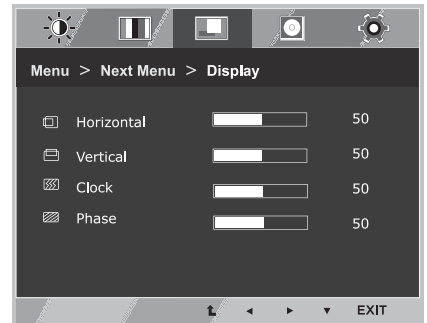 Menu > Next Menu > Display
Horizontal 50
Vertical 50
Clock 50
Phase 50
EXIT